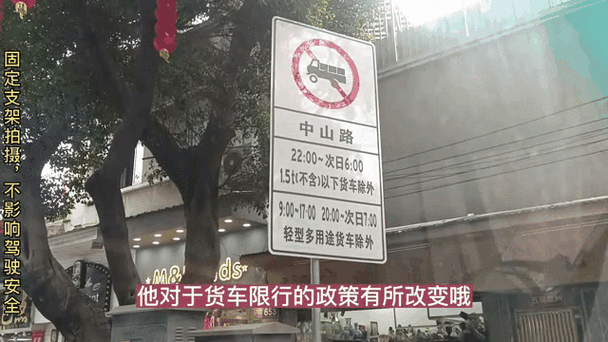 固定支架拍摄，不影响驾驶安全
中山路
22:00~次日6:00
1.5t(不含)以下货车除外
9:00~17:00 20:00~次日7:00
轻型多用途货车除外
他对于货车限行的政策有所改变哦